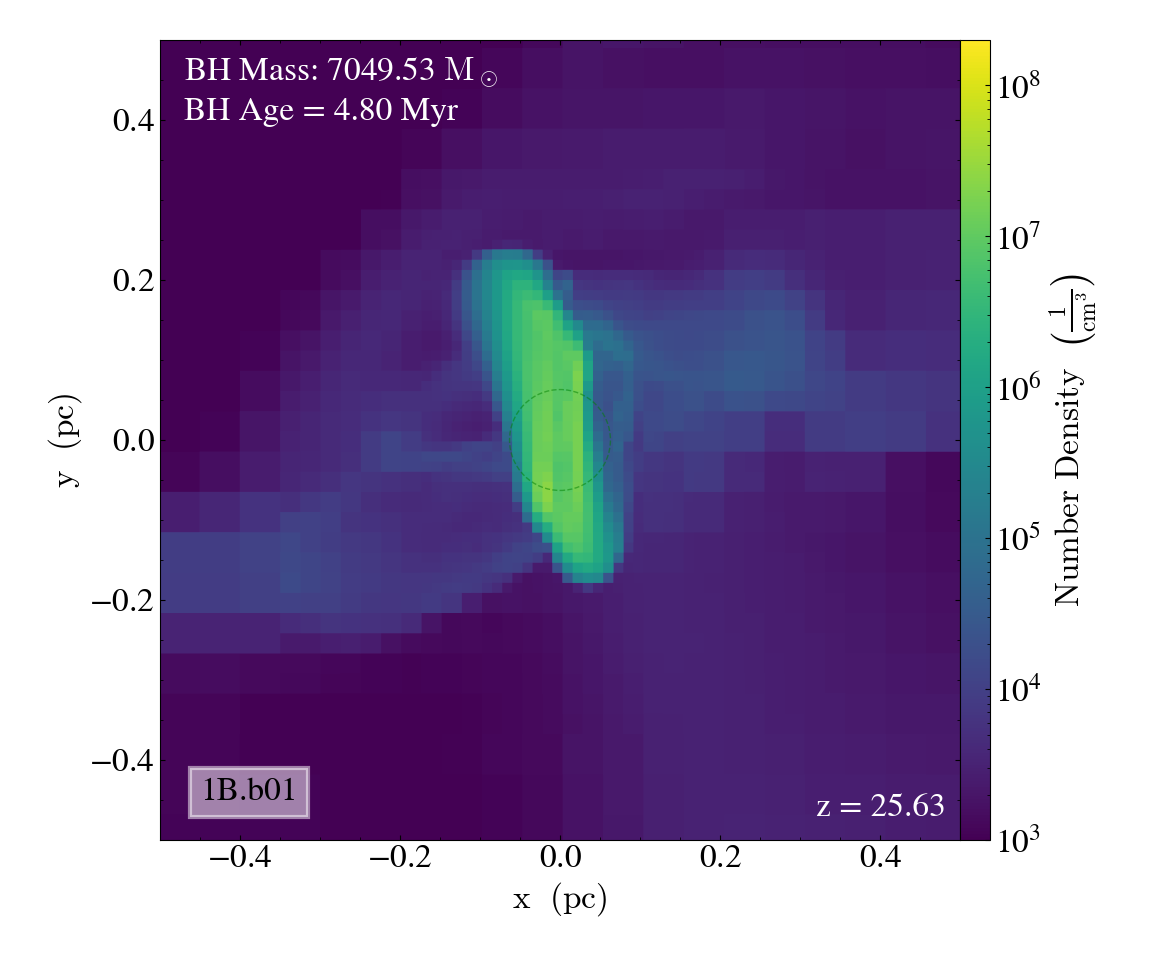 BH Mass: 7049.53 M⊙
BH Age = 4.80 Myr
0.4
0.2
0.0
−0.2
−0.4
y (pc)
1B.b01
z = 25.63
−0.4 −0.2 0.0 0.2 0.4
x (pc)
10⁸
10⁷
10⁶
10⁵
10⁴
10³
Number Density (1/cm³)